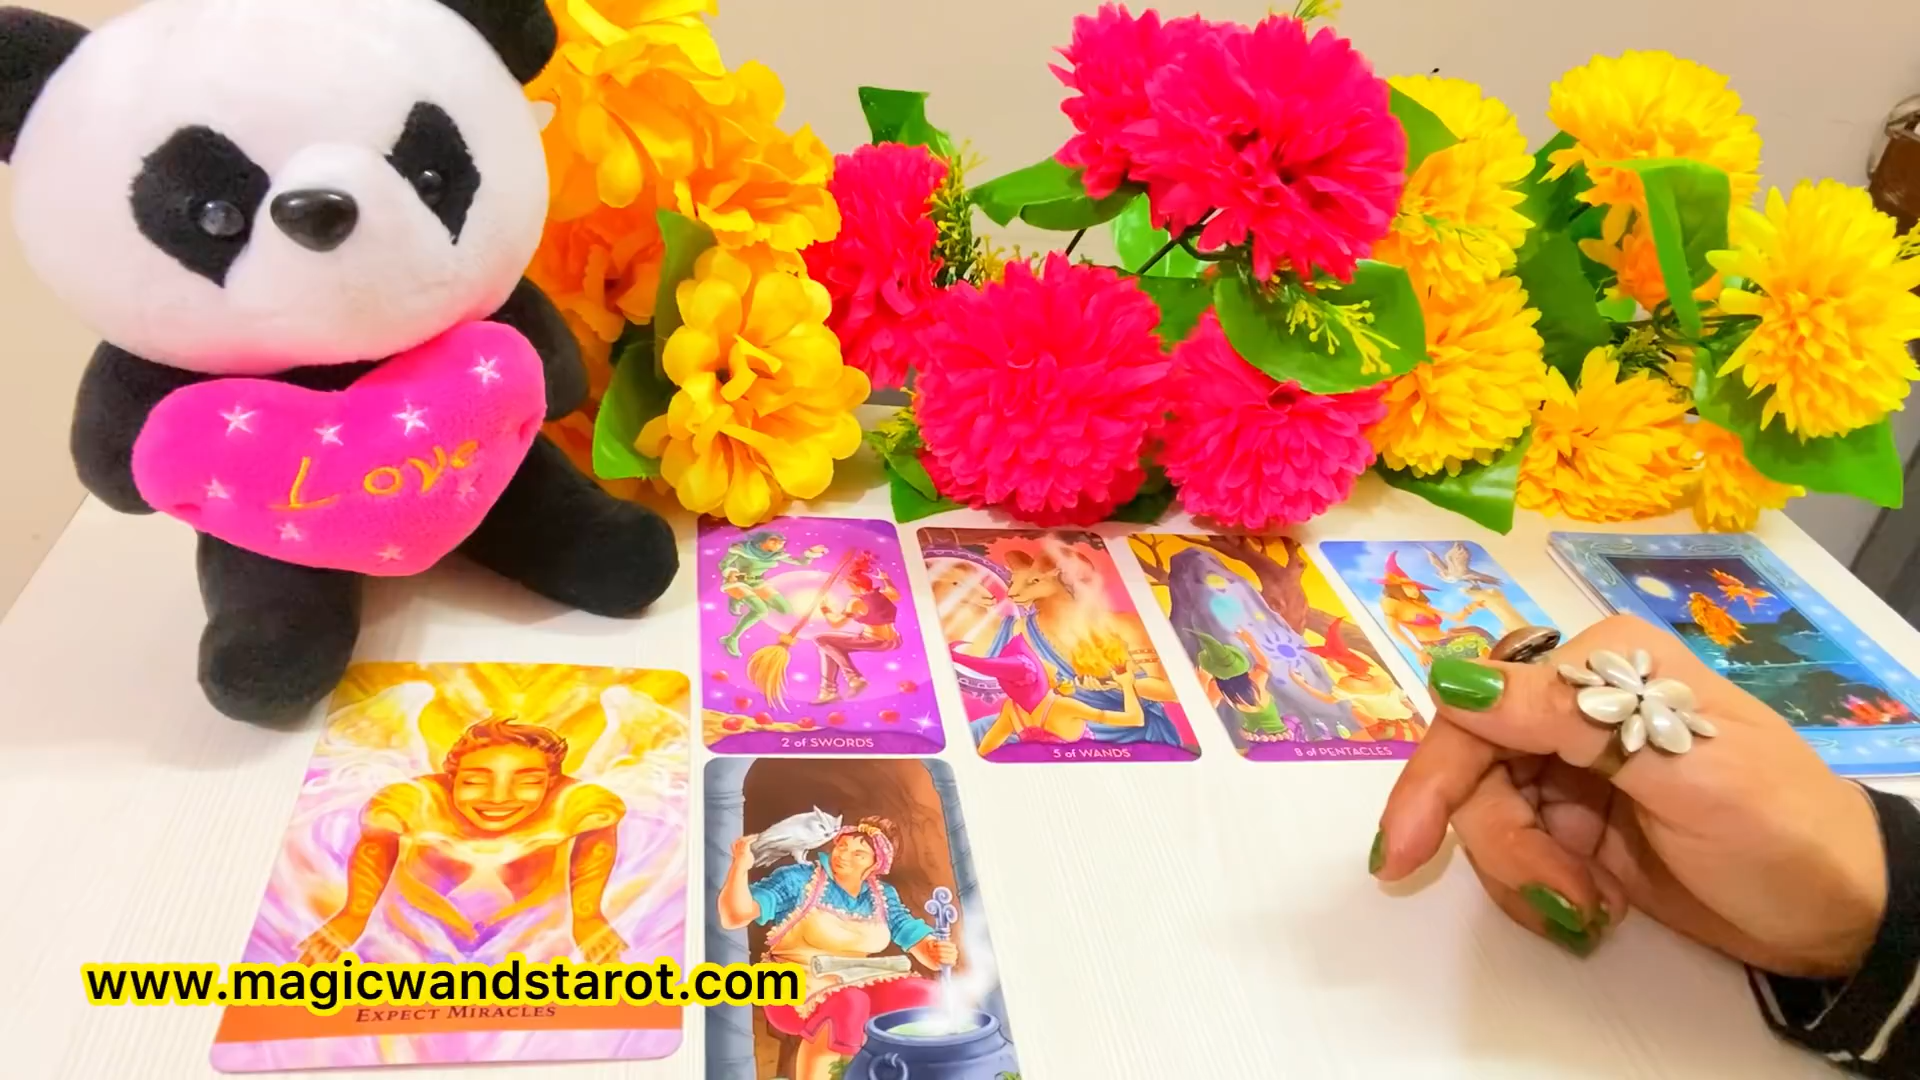 Love
2 of SWORDS
5 of WANDS
8 of PENTACLES
www.magicwandstarot.com
EXPECT MIRACLES